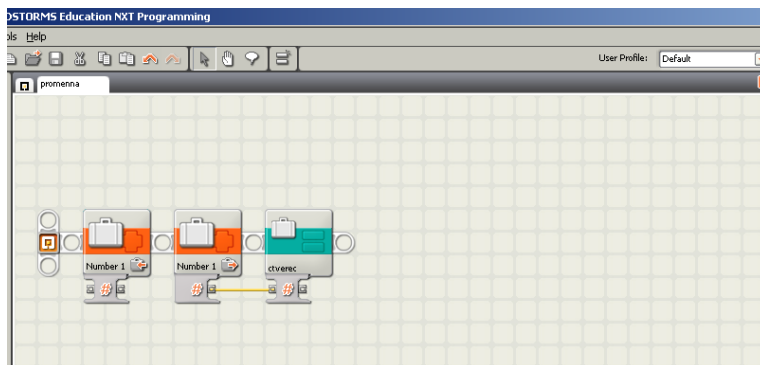 DSTORMS Education NXT Programming
ols Help
User Profile: Default
promenna
Number 1 Number 1 ctverec
# # #